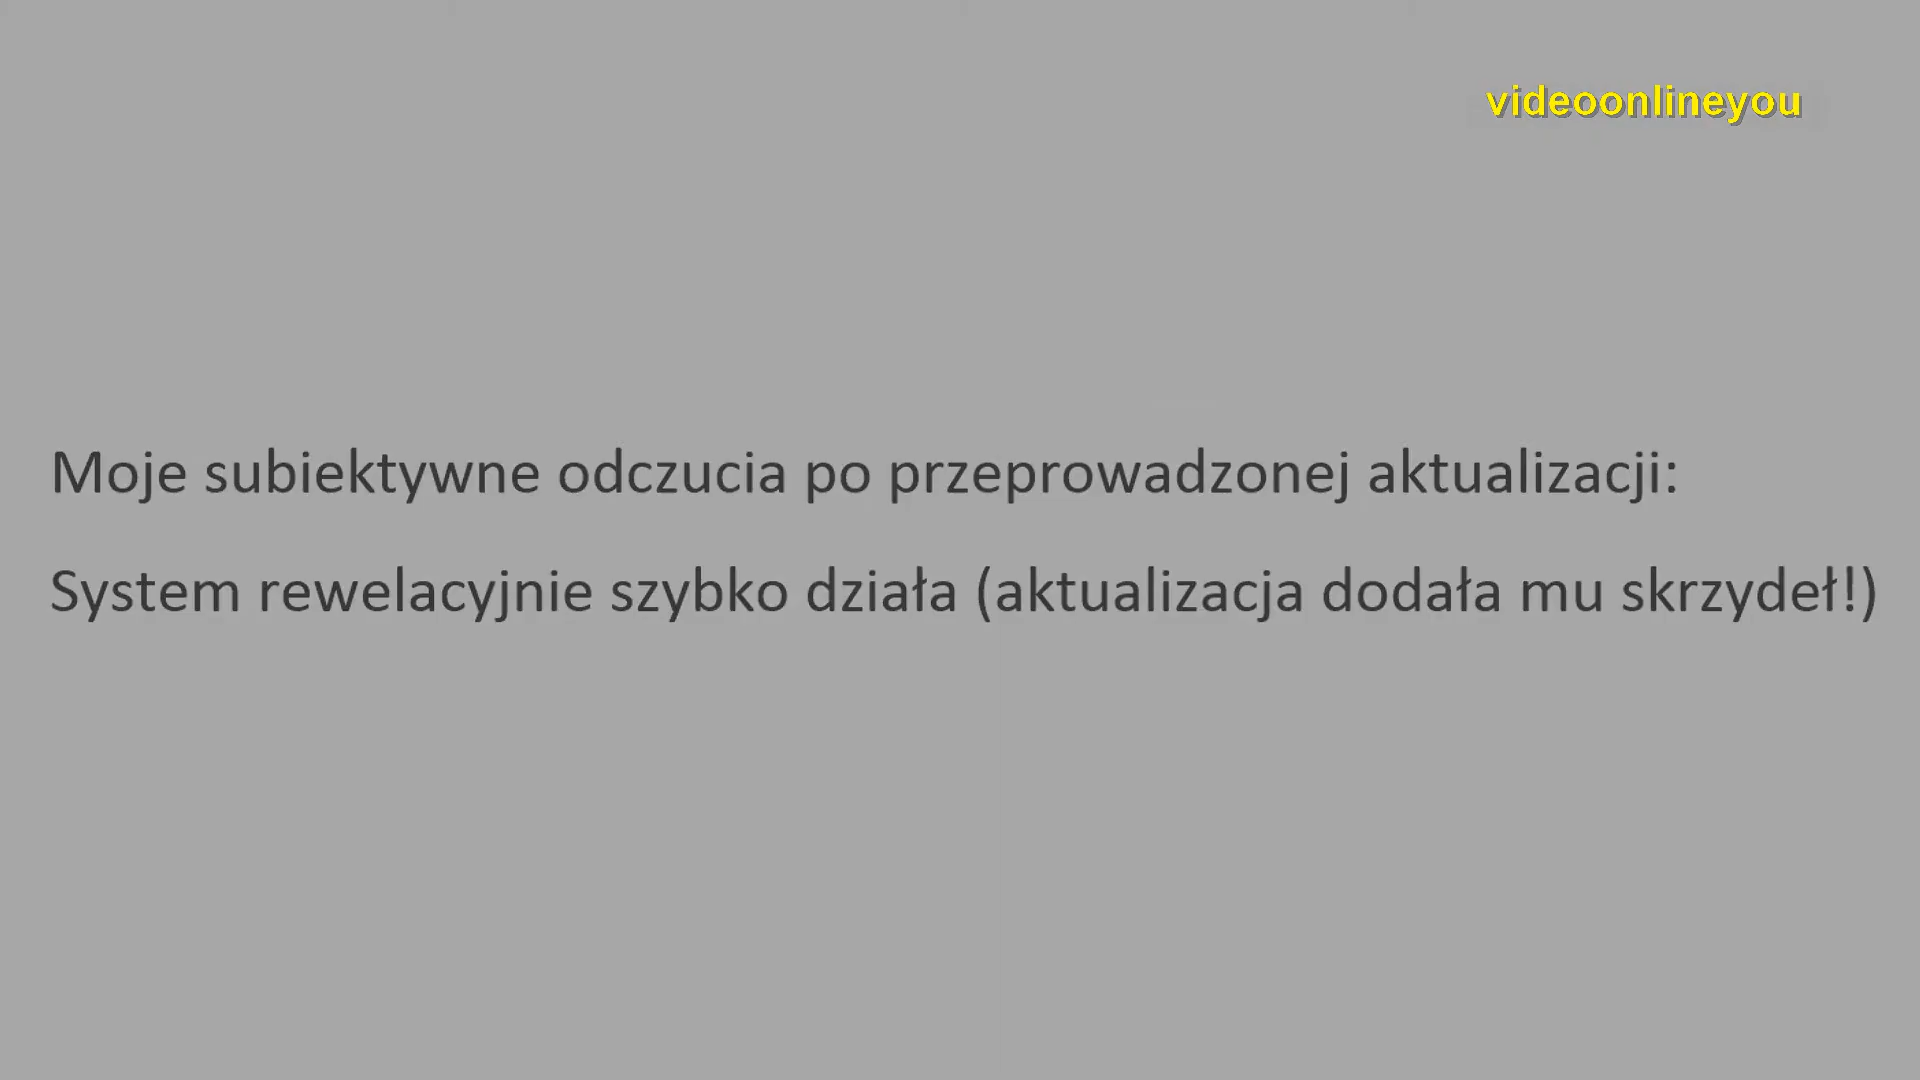 videoonlineyou
Moje subiektywne odczucia po przeprowadzonej aktualizacji:
System rewelacyjnie szybko działa (aktualizacja dodała mu skrzydeł!)